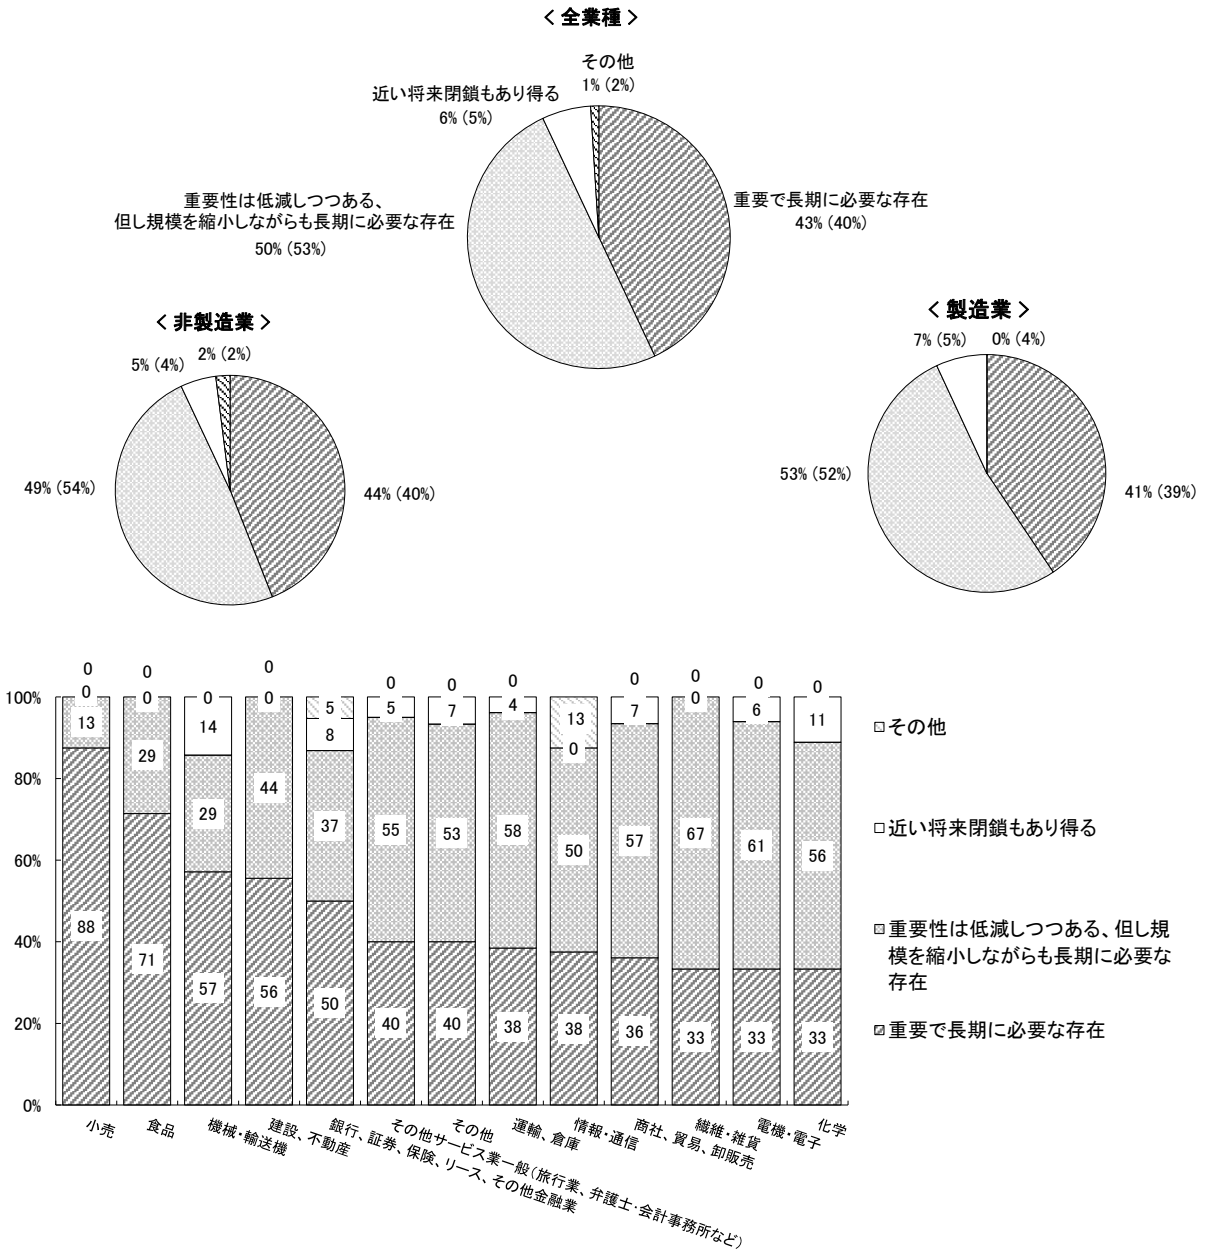 ＜全業種＞
その他
1% (2%)
近い将来閉鎖もあり得る
6% (5%)
重要性は低減しつつある、
但し規模を縮小しながらも長期に必要な存在
50% (53%)
重要で長期に必要な存在
43% (40%)
＜非製造業＞
5% (4%)
2% (2%)
49% (54%)
44% (40%)
＜製造業＞
7% (5%)
0% (4%)
53% (52%)
41% (39%)
0 0 0 0 0 0 0 0 0 0 0
100% 0 0 0 0 5 5 7 4 13 7 0 6 11
13 29 14 44 8 0
80%
29 37 55 53 58 50 57 67 61 56
60%
88 71 57 56 50 40 40 38 38 36 33 33 33
40%
20%
0%
小売
食品
機械・輸送機
建設、不動産
銀行、証券、保険、リース、その他金融業
その他サービス業一般(旅行業、弁護士・会計事務所など)
その他
運輸、倉庫
情報・通信
商社、貿易、卸販売
繊維・雑貨
電機・電子
化学
その他
近い将来閉鎖もあり得る
重要性は低減しつつある、但し規
模を縮小しながらも長期に必要な
存在
重要で長期に必要な存在